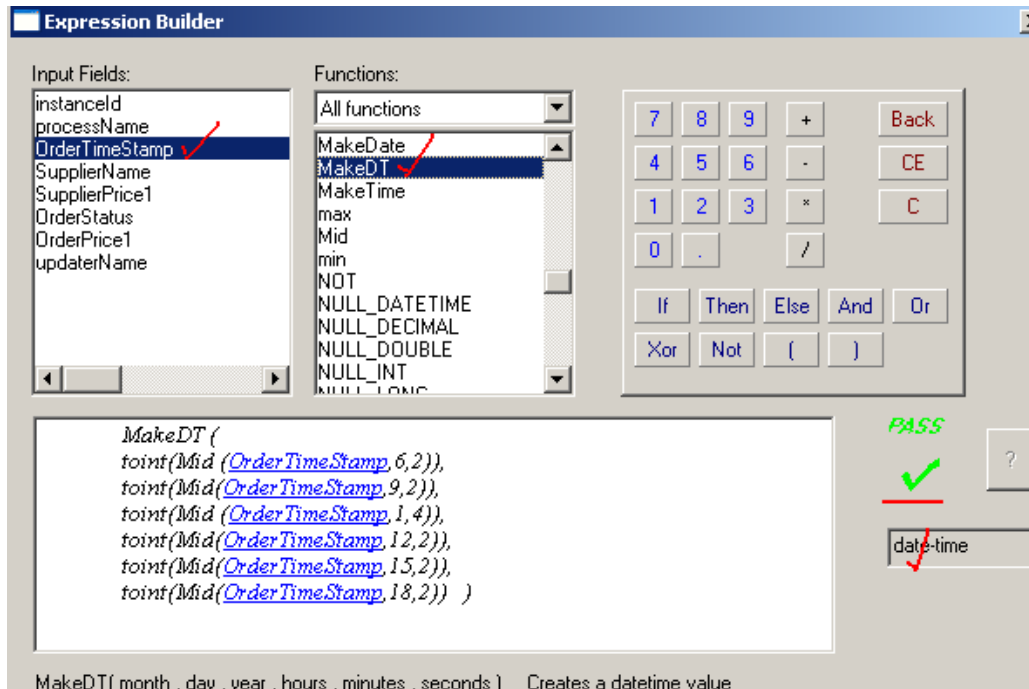 Expression Builder
Input Fields:
Functions:
instanceId
processName
OrderTimeStamp
SupplierName
SupplierPrice1
OrderStatus
OrderPrice1
updaterName
All functions
MakeDate
MakeDT
MakeTime
max
Mid
min
NOT
NULL_DATETIME
NULL_DECIMAL
NULL_DOUBLE
NULL_INT
NULL_LONG
7 8 9 + Back
4 5 6 - CE
1 2 3 * C
0 . /
If Then Else And Or
Xor Not ( )
MakeDT (
toint(Mid (OrderTimeStamp,6,2)),
toint(Mid(OrderTimeStamp,9,2)),
toint(Mid (OrderTimeStamp,1,4)),
toint(Mid(OrderTimeStamp,12,2)),
toint(Mid(OrderTimeStamp,15,2)),
toint(Mid(OrderTimeStamp,18,2)) )
PASS
?
date-time
MakeDT( month , day , year , hours , minutes , seconds ) Creates a datetime value